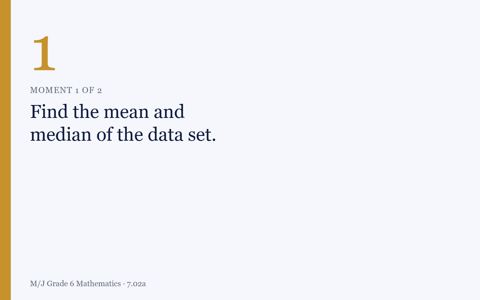 1
MOMENT 1 OF 2
Find the mean and
median of the data set.
M/J Grade 6 Mathematics · 7.02a